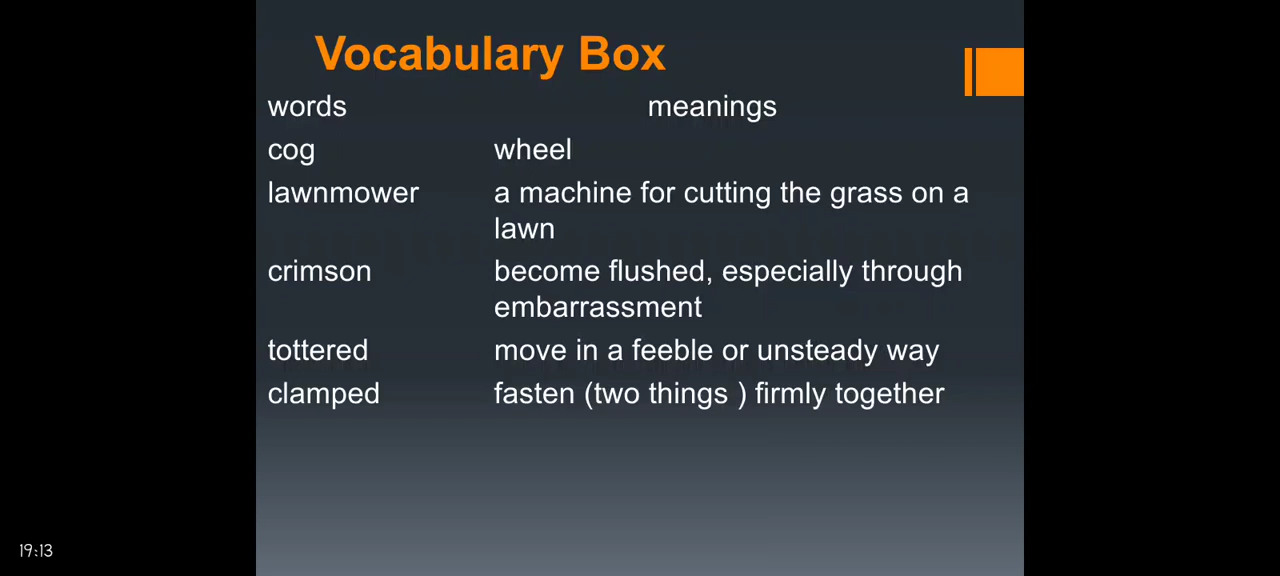 Vocabulary Box
words meanings
cog wheel
lawnmower a machine for cutting the grass on a
lawn
crimson become flushed, especially through
embarrassment
tottered move in a feeble or unsteady way
clamped fasten (two things ) firmly together
19:13